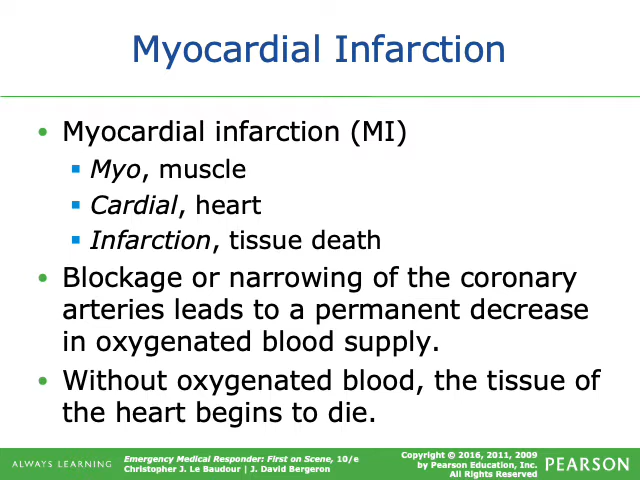 Myocardial Infarction
• Myocardial infarction (MI)
▪ Myo, muscle
▪ Cardial, heart
▪ Infarction, tissue death
• Blockage or narrowing of the coronary
arteries leads to a permanent decrease
in oxygenated blood supply.
• Without oxygenated blood, the tissue of
the heart begins to die.
ALWAYS LEARNING
Emergency Medical Responder: First on Scene, 10/e
Christopher J. Le Baudour | J. David Bergeron
Copyright © 2016, 2011, 2009
by Pearson Education, Inc.
All Rights Reserved
PEARSON